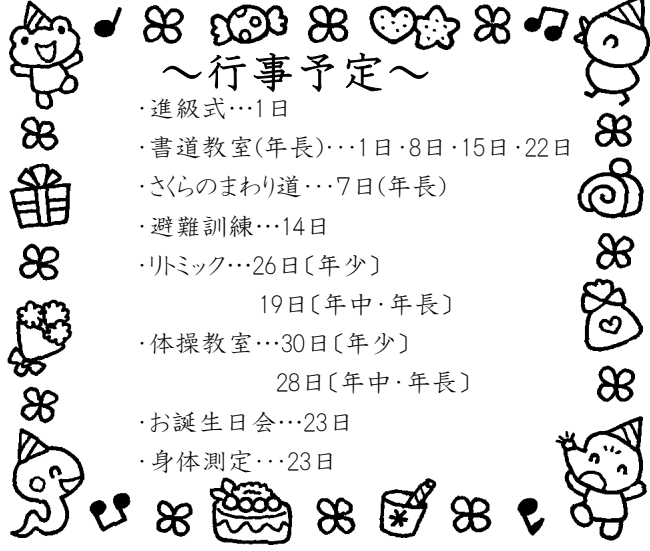 ～行事予定～
・進級式…1日
・書道教室(年長)…1日・8日・15日・22日
・さくらのまわり道…7日(年長)
・避難訓練…14日
・リトミック…26日〔年少〕
19日〔年中・年長〕
・体操教室…30日〔年少〕
28日〔年中・年長〕
・お誕生日会…23日
・身体測定…23日